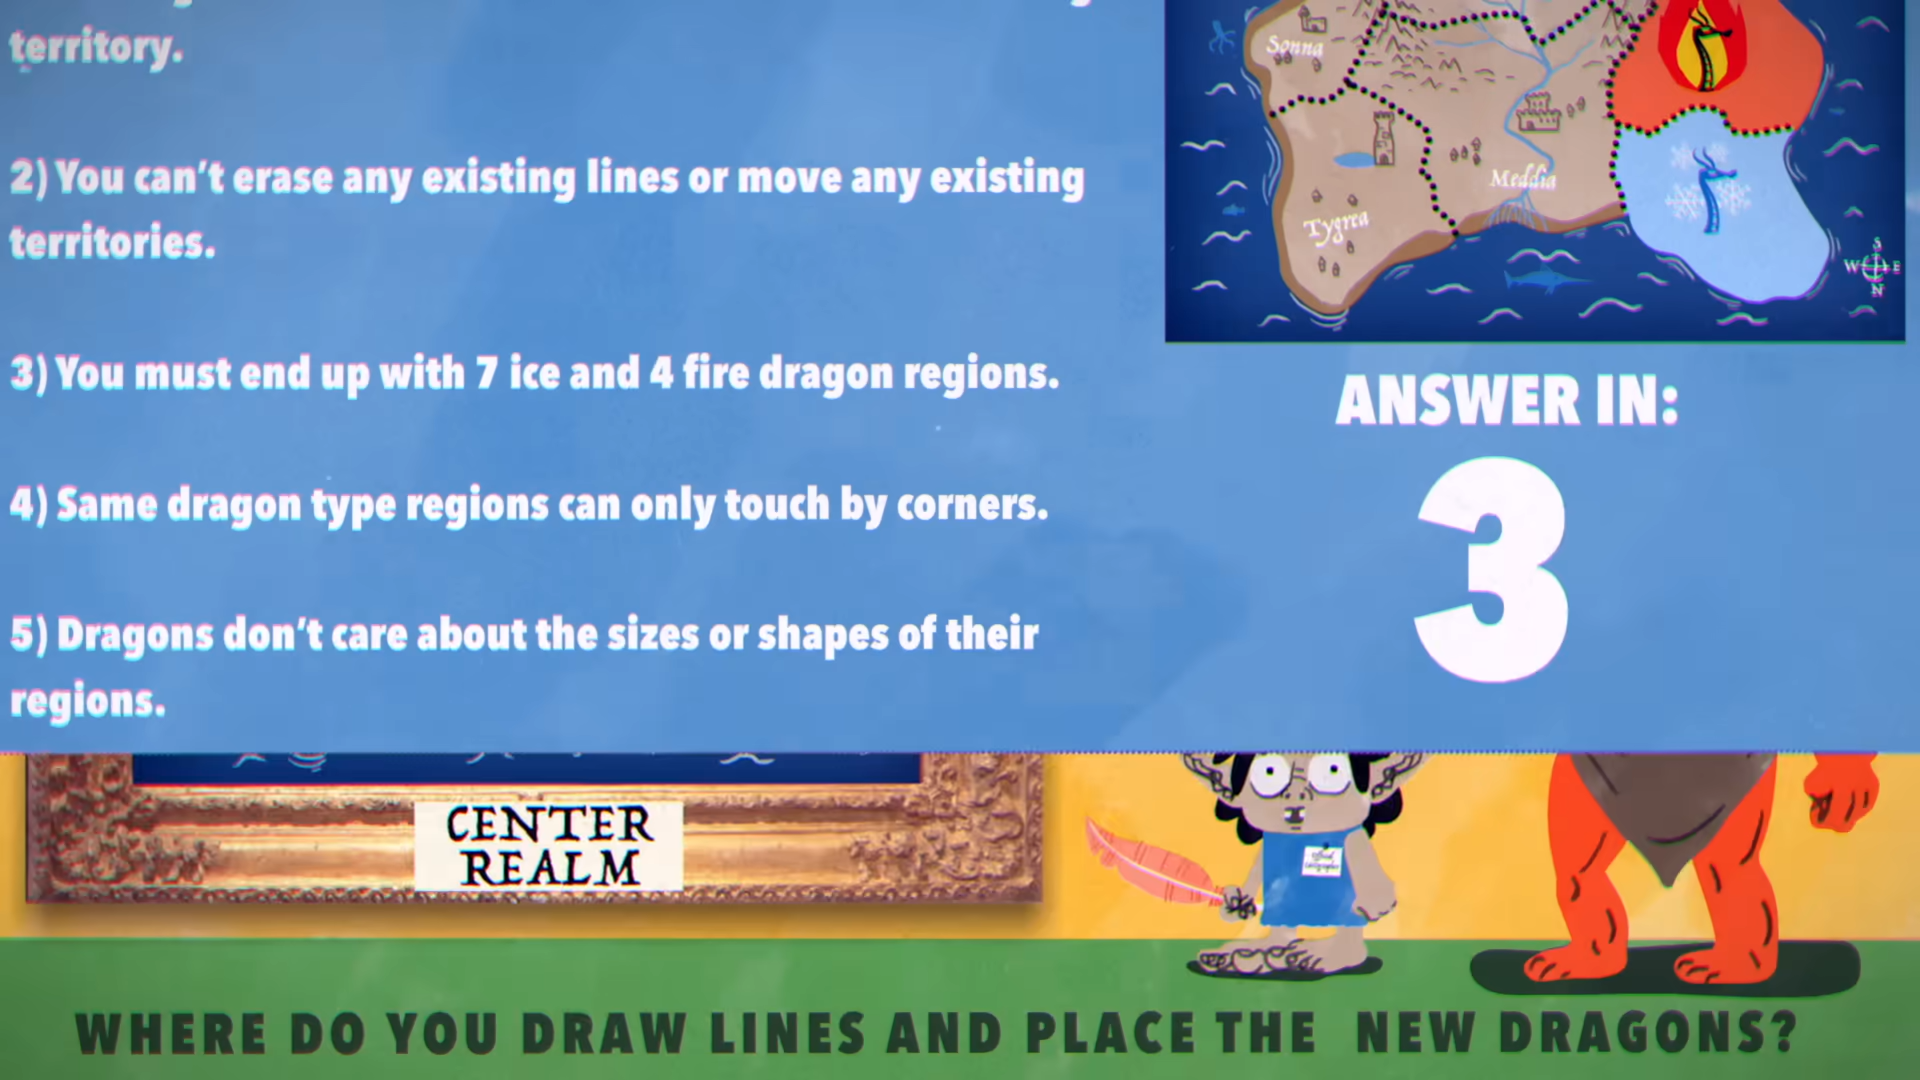 territory.
2) You can't erase any existing lines or move any existing
territories.
3) You must end up with 7 ice and 4 fire dragon regions.
4) Same dragon type regions can only touch by corners.
5) Dragons don't care about the sizes or shapes of their
regions.
Sonna
Meddia
Tygrea
S
W E
N
ANSWER IN:
3
CENTER
REALM
WHERE DO YOU DRAW LINES AND PLACE THE NEW DRAGONS?